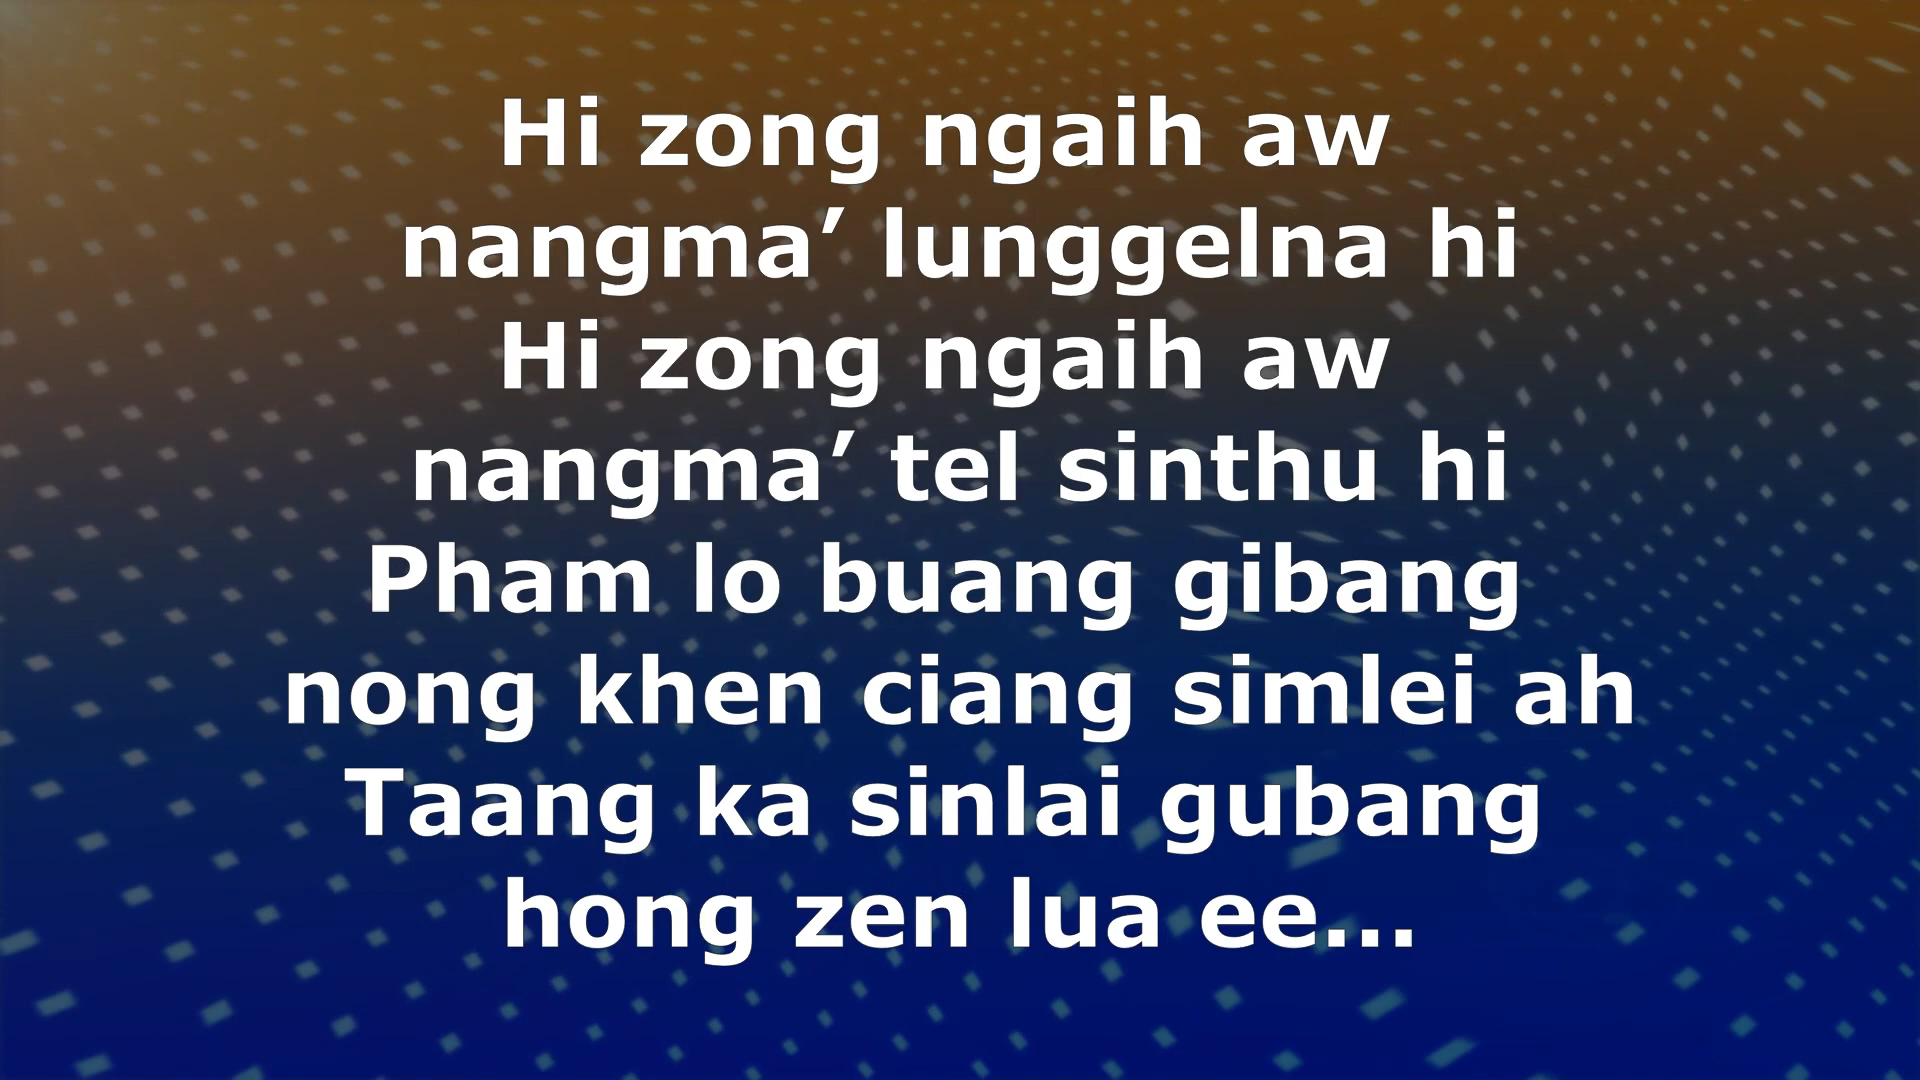 Hi zong ngaih aw
nangma’ lunggelna hi
Hi zong ngaih aw
nangma’ tel sinthu hi
Pham lo buang gibang
nong khen ciang simlei ah
Taang ka sinlai gubang
hong zen lua ee...